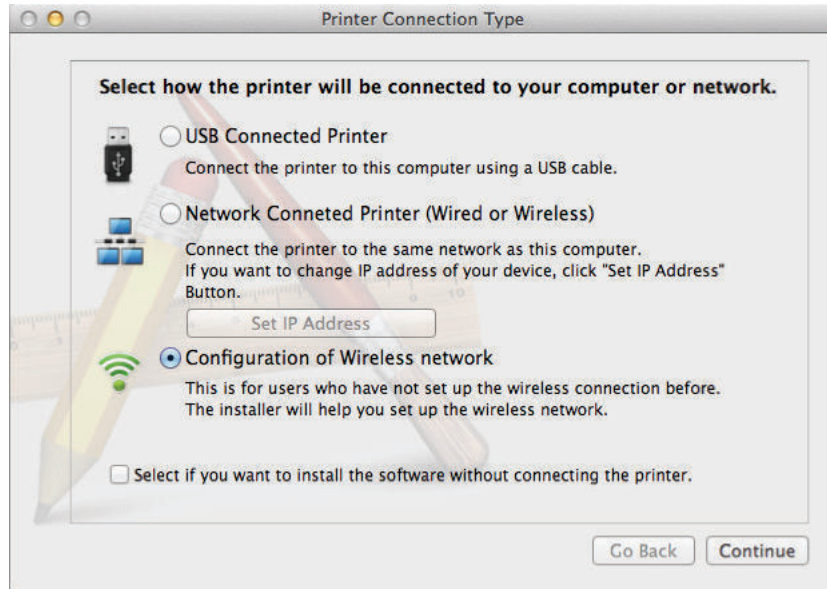 Printer Connection Type
Select how the printer will be connected to your computer or network.
USB Connected Printer
Connect the printer to this computer using a USB cable.
Network Conneted Printer (Wired or Wireless)
Connect the printer to the same network as this computer.
If you want to change IP address of your device, click "Set IP Address"
Button.
Set IP Address
Configuration of Wireless network
This is for users who have not set up the wireless connection before.
The installer will help you set up the wireless network.
Select if you want to install the software without connecting the printer.
Go Back
Continue